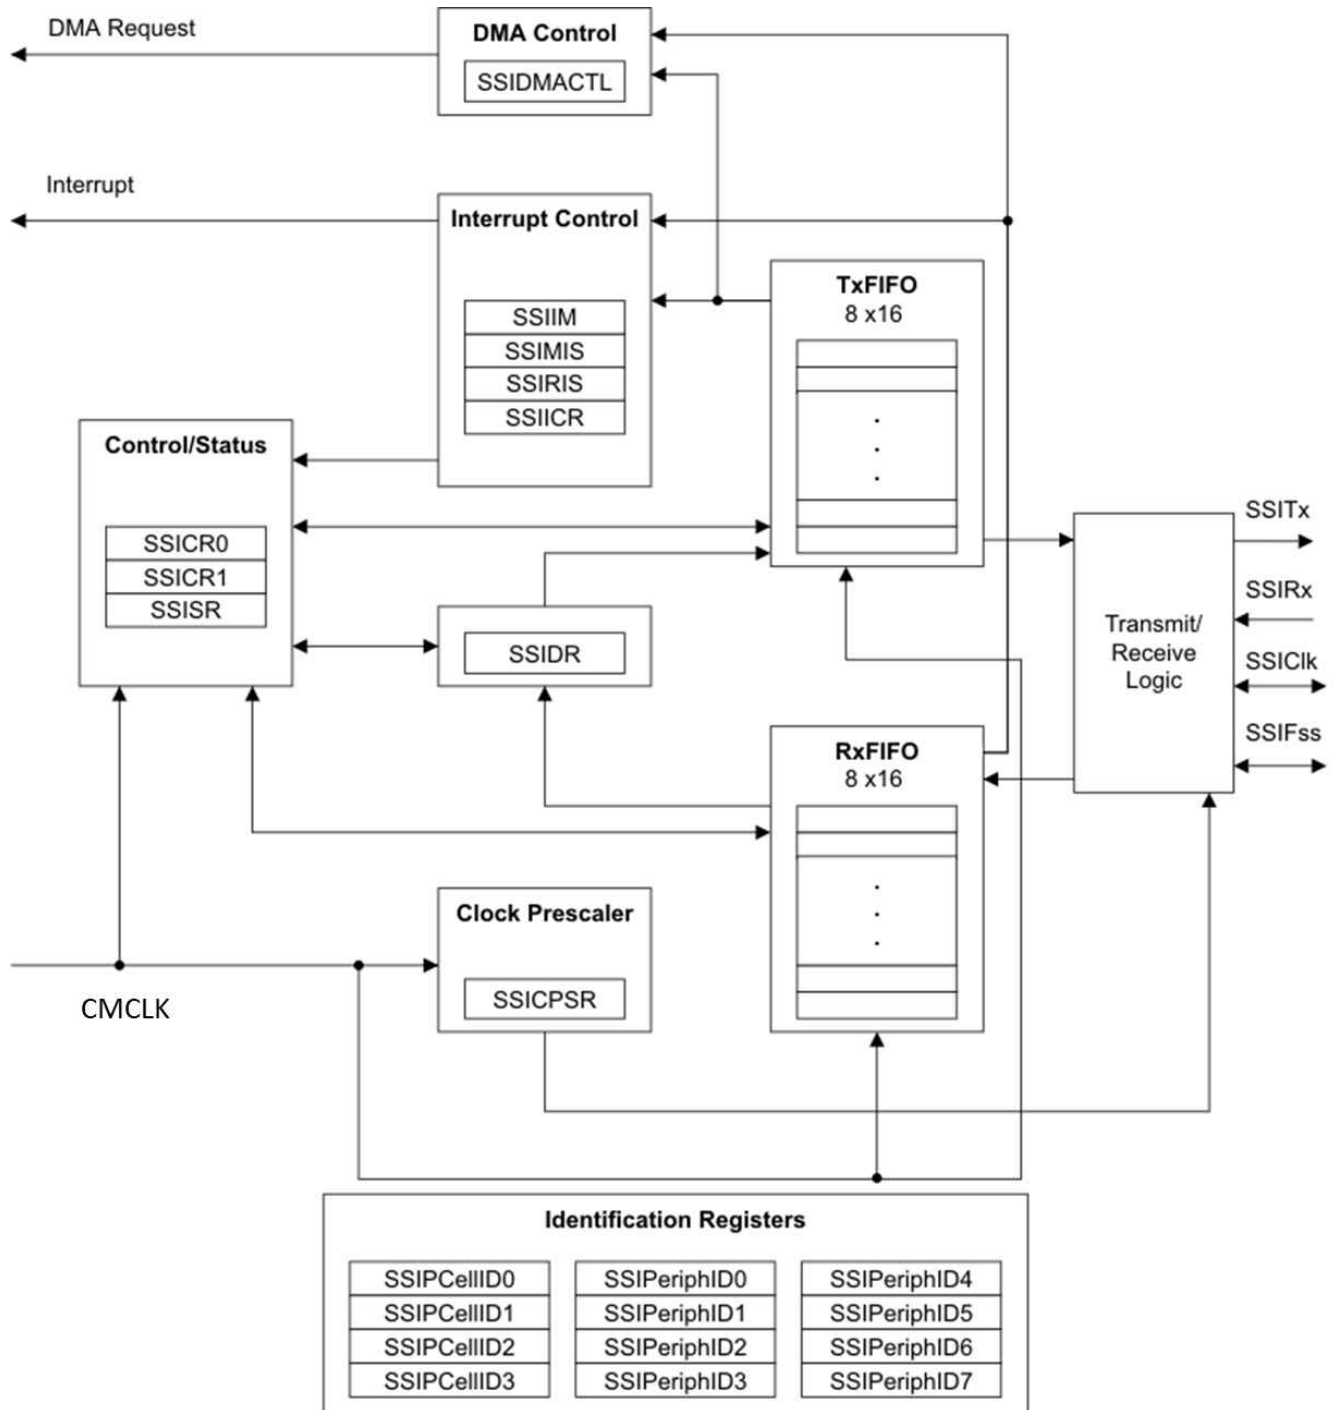 DMA Request
DMA Control
SSIDMACTL
Interrupt
Interrupt Control
SSIIM
SSIMIS
SSIRIS
SSIICR
TxFIFO
8 x16
Control/Status
SSICR0
SSICR1
SSISR
SSIDR
Transmit/
Receive
Logic
SSITx
SSIRx
SSIClk
SSIFss
RxFIFO
8 x16
Clock Prescaler
SSICPSR
CMCLK
Identification Registers
SSIPCellID0
SSIPeriphID0
SSIPeriphID4
SSIPCellID1
SSIPeriphID1
SSIPeriphID5
SSIPCellID2
SSIPeriphID2
SSIPeriphID6
SSIPCellID3
SSIPeriphID3
SSIPeriphID7